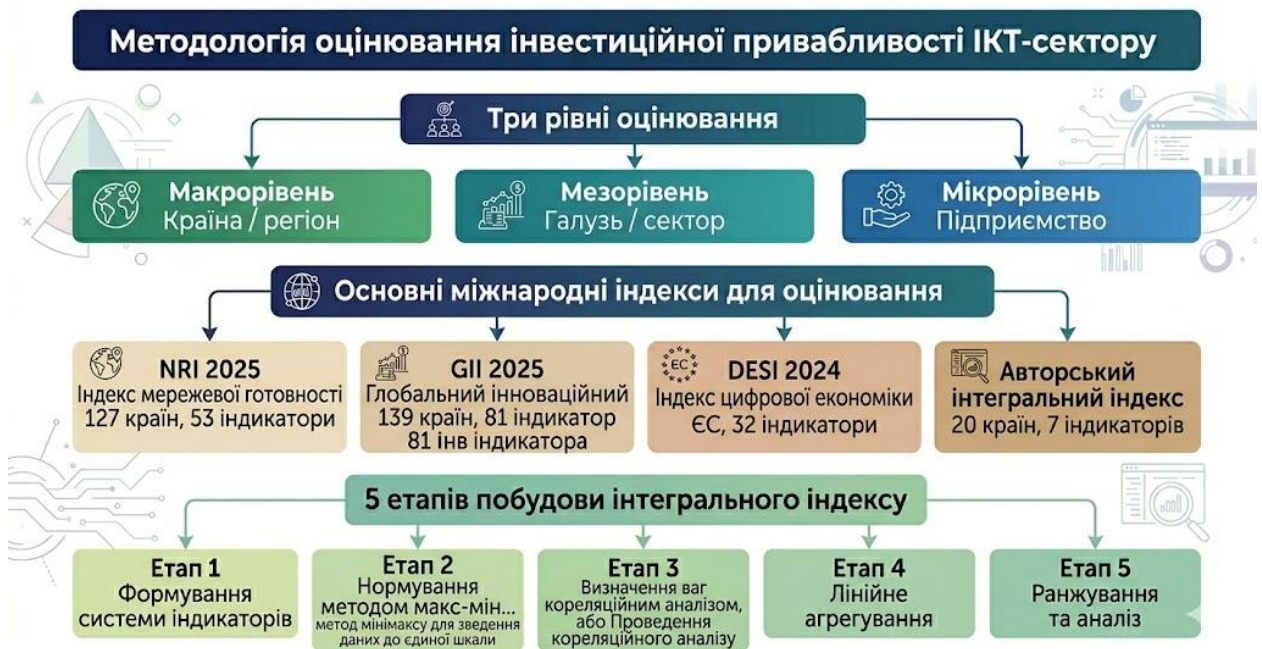 Методологія оцінювання інвестиційної привабливості ІКТ-сектору
Три рівні оцінювання
Макрорівень
Країна / регіон
Мезорівень
Галузь / сектор
Мікрорівень
Підприємство
Основні міжнародні індекси для оцінювання
NRI 2025
Індекс мережевої готовності
127 країн, 53 індикатори
GII 2025
Глобальний інноваційний
139 країн, 81 індикатор
81 інв індикатора
ЄС
DESI 2024
Індекс цифрової економіки
ЄС, 32 індикатори
Авторський
інтегральний індекс
20 країн, 7 індикаторів
5 етапів побудови інтегрального індексу
Етап 1
Формування
системи індикаторів
Етап 2
Нормування
методом макс-мін...
метод мінімаксу для зведення
даних до єдиної шкали
Етап 3
Визначення ваг
кореляційним аналізом,
або Проведення
кореляційного аналізу
Етап 4
Лінійне
агрегування
Етап 5
Ранжування
та аналіз